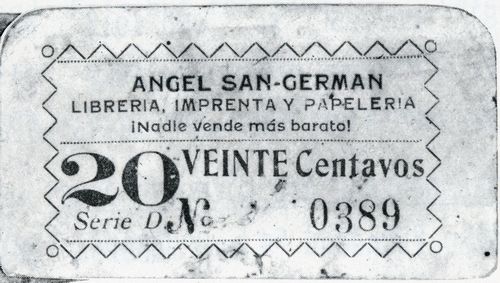 ANGEL SAN-GERMAN
LIBRERIA, IMPRENTA Y PAPELERIA
¡Nadie vende más barato!
20 VEINTE Centavos
Serie D. No. 0389